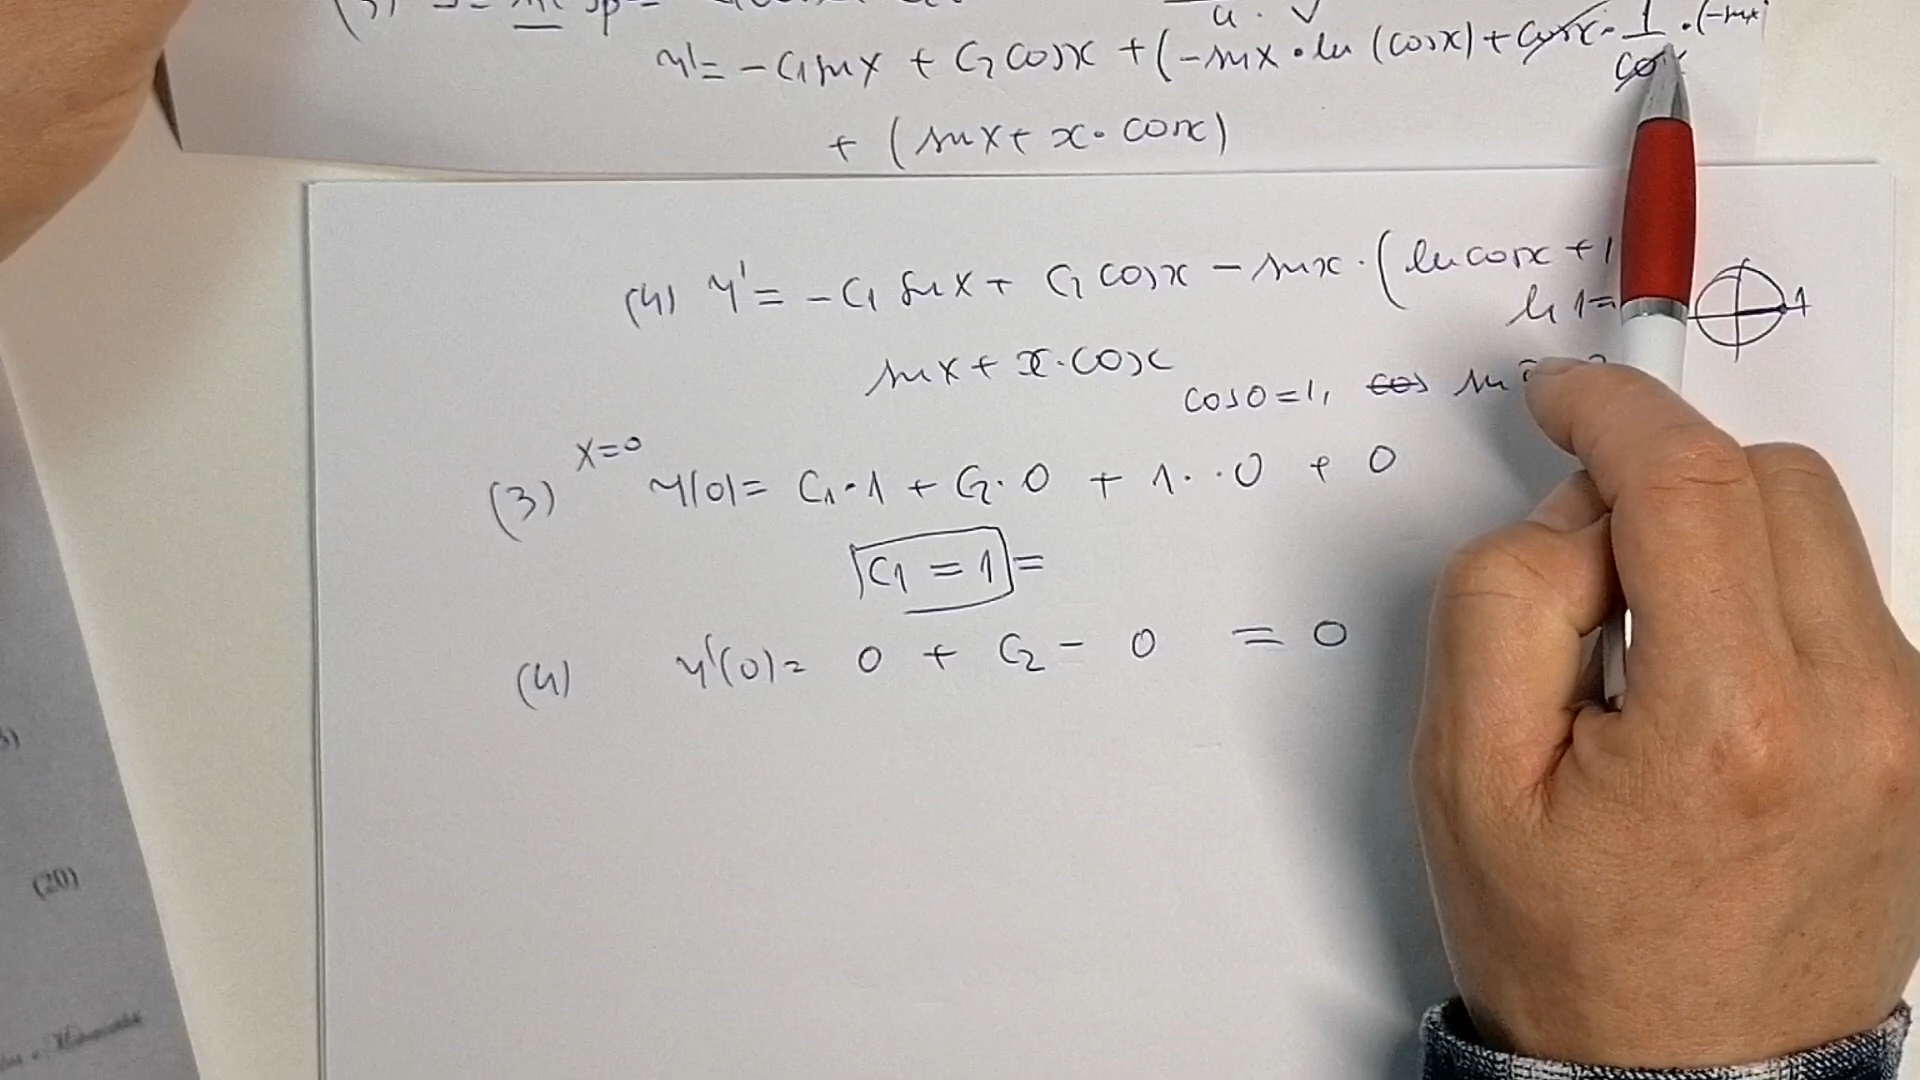 y' = - C1 sin x + C2 cos x + (- sin x · ln (cos x) + cos x · 1/cos x · (- sin x
+ (sin x + x · cos x)
(4) y' = - C1 sin x + C2 cos x - sin x · (ln cos x + 1
ln 1 =
1
sin x + x · cos x
cos 0 = 1, sin
x = 0
(3) y(0) = C1 · 1 + C2 · 0 + 1 · · 0 + 0
C1 = 1 =
(4) y'(0) = 0 + C2 - 0 = 0
(20)